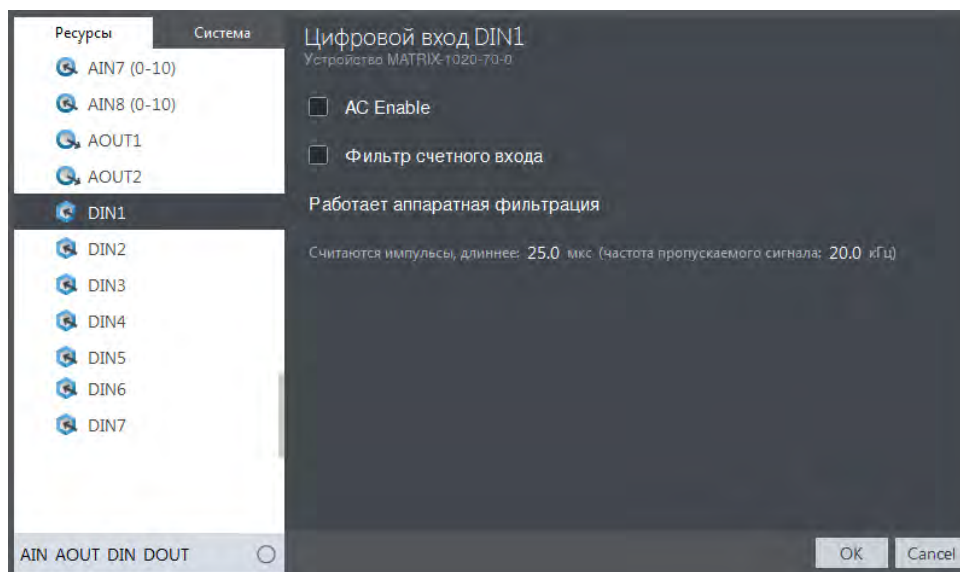 Ресурсы
Система
AIN7 (0-10)
AIN8 (0-10)
AOUT1
AOUT2
DIN1
DIN2
DIN3
DIN4
DIN5
DIN6
DIN7
AIN AOUT DIN DOUT
Цифровой вход DIN1
Устройство MATRIX-1020-70-0
AC Enable
Фильтр счетного входа
Работает аппаратная фильтрация
Считаются импульсы, длиннее: 25.0 мкс (частота пропускаемого сигнала: 20.0 кГц)
OK
Cancel